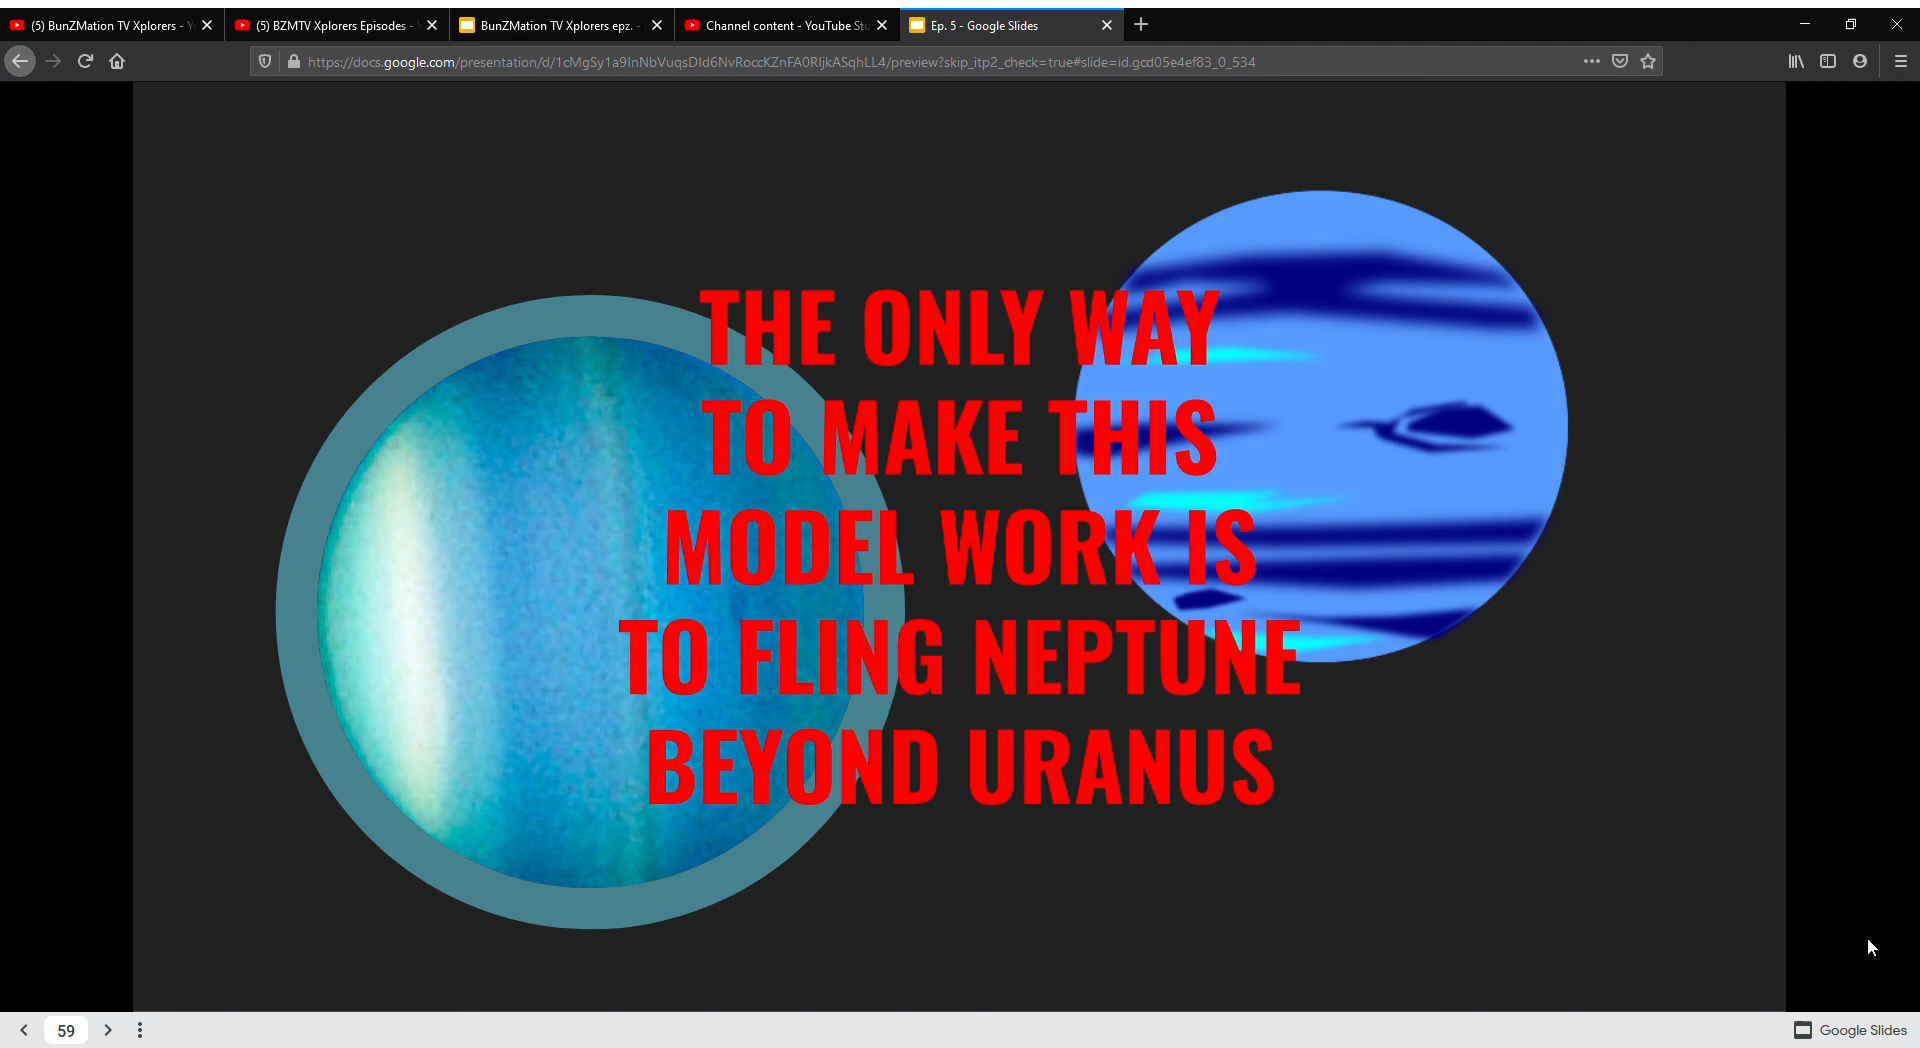 (5) BunZMation TV Xplorers - Y
(5) BZMTV Xplorers Episodes -
BunZMation TV Xplorers epz. -
Channel content - YouTube Stu
Ep. 5 - Google Slides
https://docs.google.com/presentation/d/1cMgSy1a9InNbVuqsDId6NvRoccKZnFA0RIjkASqhLL4/preview?skip_itp2_check=true#slide=id.gcd05e4ef83_0_534
THE ONLY WAY
TO MAKE THIS
MODEL WORK IS
TO FLING NEPTUNE
BEYOND URANUS
59
Google Slides